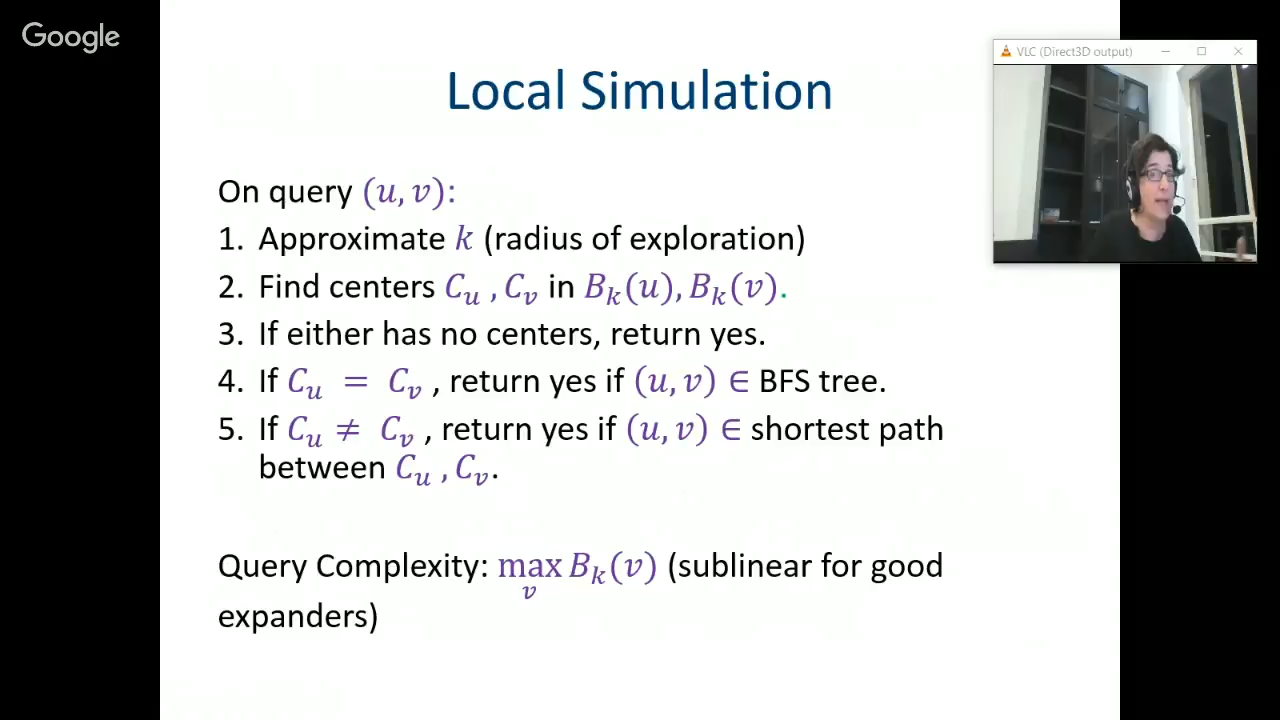 Google
VLC (Direct3D output)
Local Simulation
On query (u, v):
1. Approximate k (radius of exploration)
2. Find centers C_u , C_v in B_k(u), B_k(v).
3. If either has no centers, return yes.
4. If C_u = C_v , return yes if (u, v) ∈ BFS tree.
5. If C_u ≠ C_v , return yes if (u, v) ∈ shortest path
between C_u , C_v.
Query Complexity: max_v B_k(v) (sublinear for good
expanders)